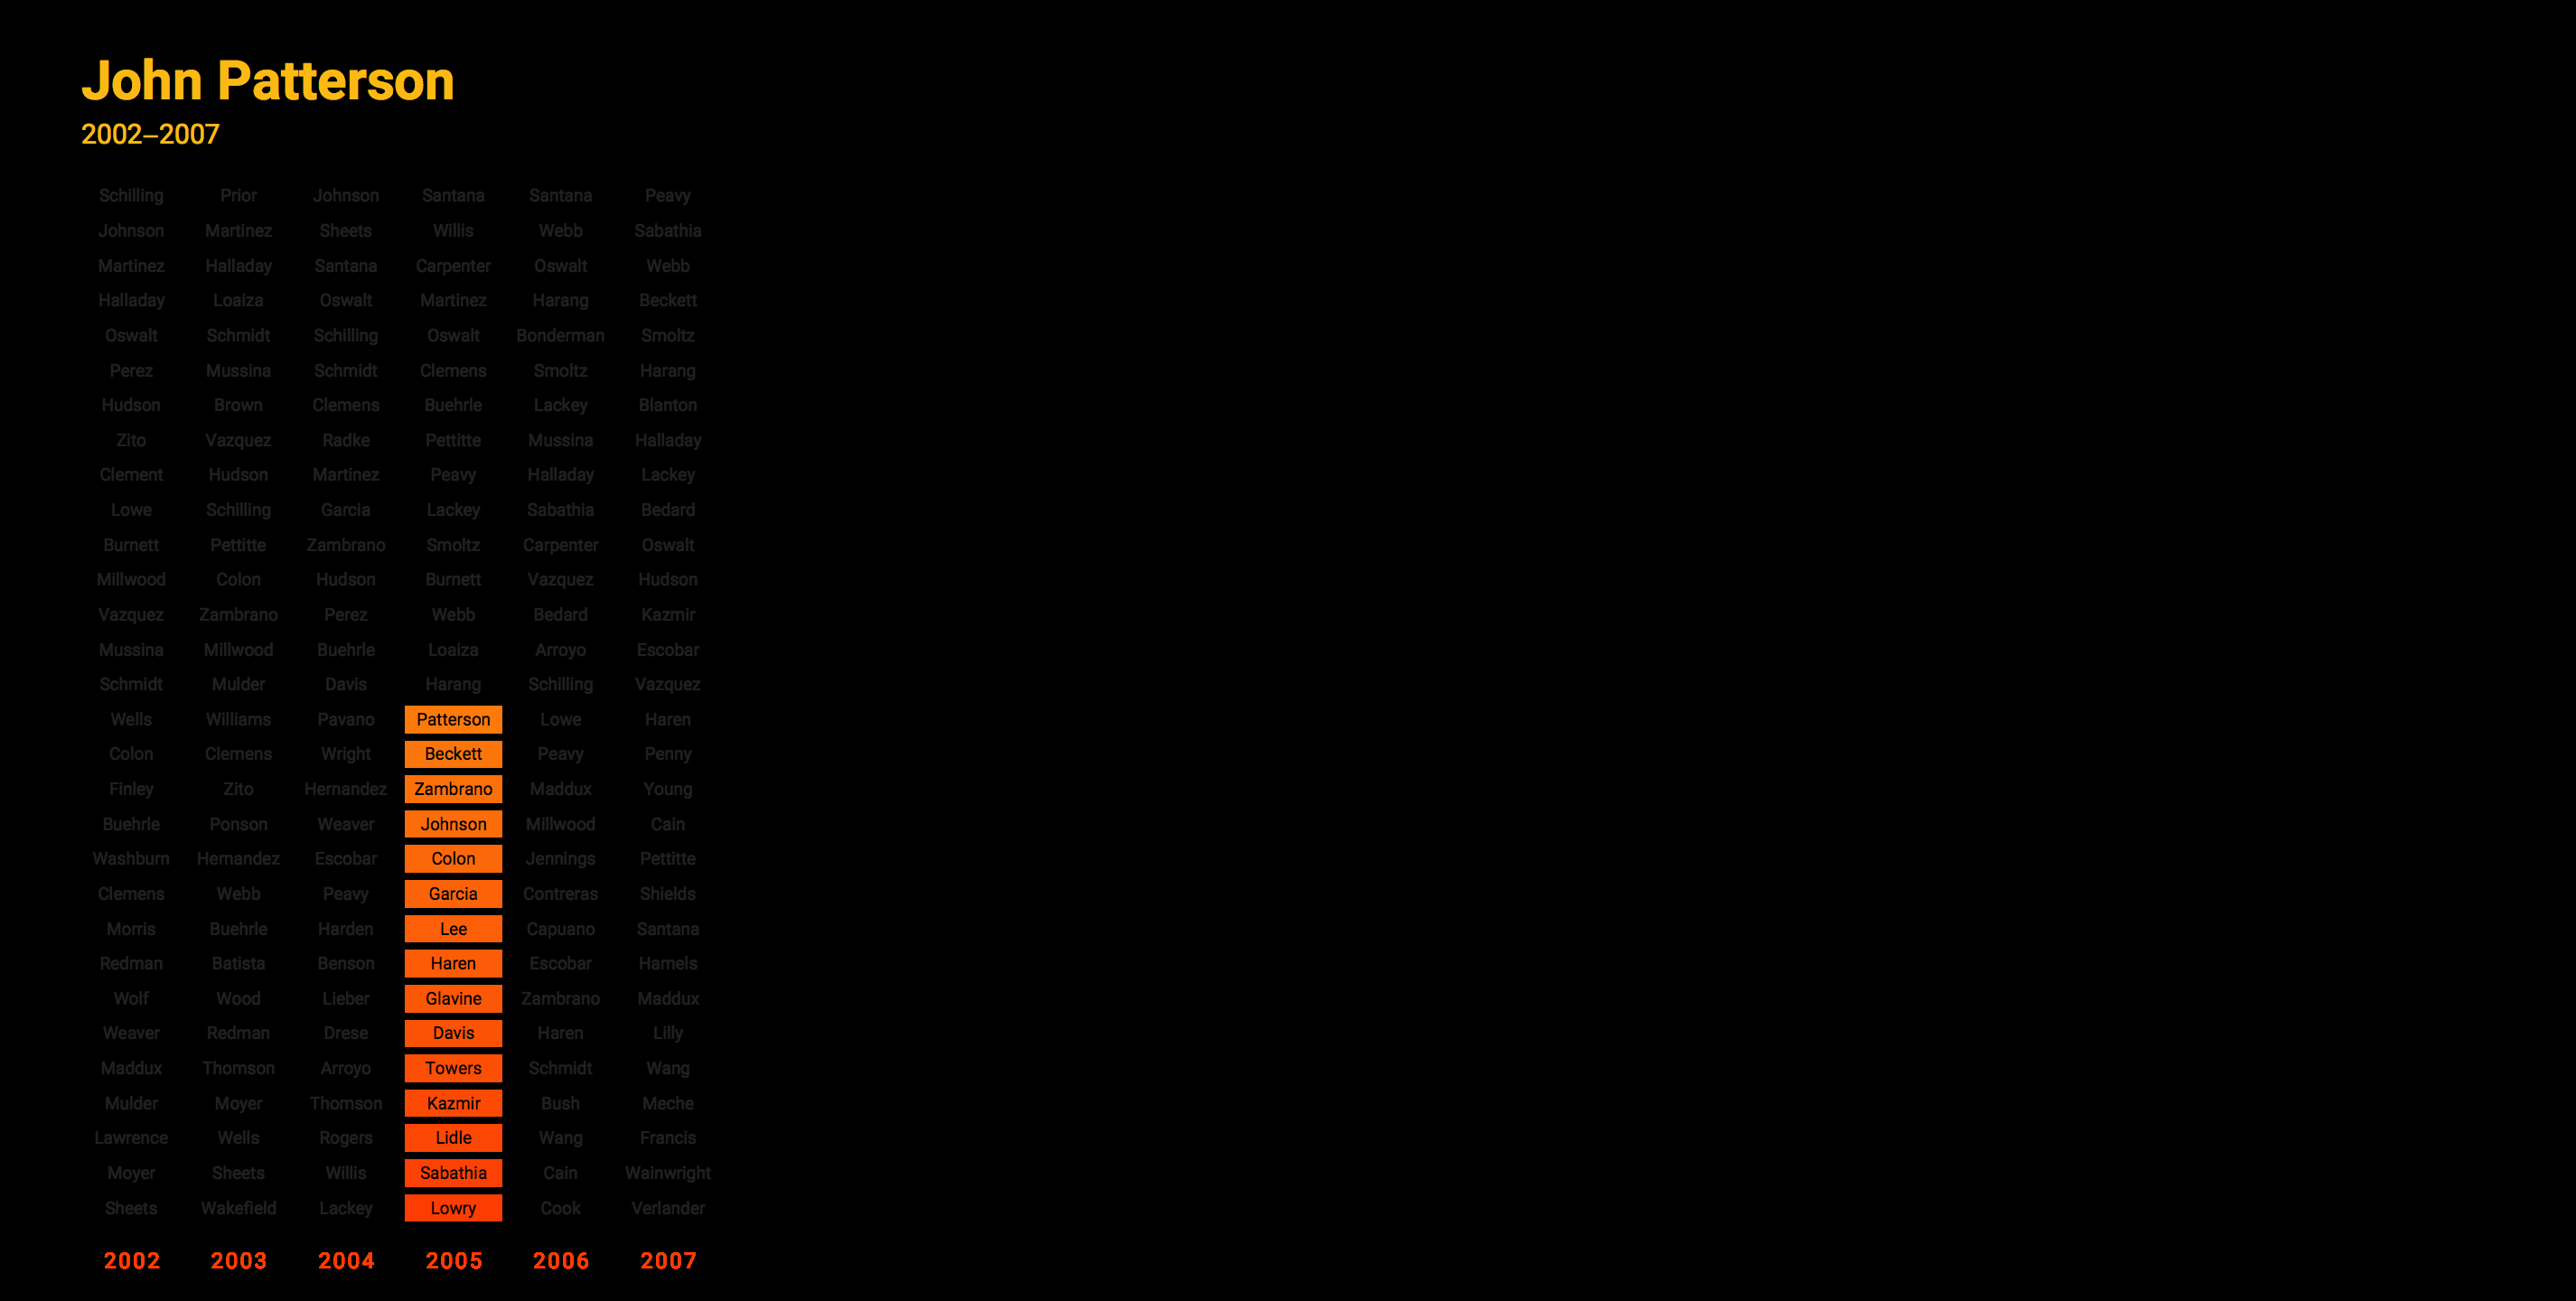 John Patterson
2002–2007
Schilling Prior Johnson Santana Santana Peavy
Johnson Martinez Sheets Willis Webb Sabathia
Martinez Halladay Santana Carpenter Oswalt Webb
Halladay Loaiza Oswalt Martinez Harang Beckett
Oswalt Schmidt Schilling Oswalt Bonderman Smoltz
Perez Mussina Schmidt Clemens Smoltz Harang
Hudson Brown Clemens Buehrle Lackey Blanton
Zito Vazquez Radke Pettitte Mussina Halladay
Clement Hudson Martinez Peavy Halladay Lackey
Lowe Schilling Garcia Lackey Sabathia Bedard
Burnett Pettitte Zambrano Smoltz Carpenter Oswalt
Millwood Colon Hudson Burnett Vazquez Hudson
Vazquez Zambrano Perez Webb Bedard Kazmir
Mussina Millwood Buehrle Loaiza Arroyo Escobar
Schmidt Mulder Davis Harang Schilling Vazquez
Wells Williams Pavano Patterson Lowe Haren
Colon Clemens Wright Beckett Peavy Penny
Finley Zito Hernandez Zambrano Maddux Young
Buehrle Ponson Weaver Johnson Millwood Cain
Washburn Hernandez Escobar Colon Jennings Pettitte
Clemens Webb Peavy Garcia Contreras Shields
Morris Buehrle Harden Lee Capuano Santana
Redman Batista Benson Haren Escobar Hamels
Wolf Wood Lieber Glavine Zambrano Maddux
Weaver Redman Drese Davis Haren Lilly
Maddux Thomson Arroyo Towers Schmidt Wang
Mulder Moyer Thomson Kazmir Bush Meche
Lawrence Wells Rogers Lidle Wang Francis
Moyer Sheets Willis Sabathia Cain Wainwright
Sheets Wakefield Lackey Lowry Cook Verlander
2002 2003 2004 2005 2006 2007